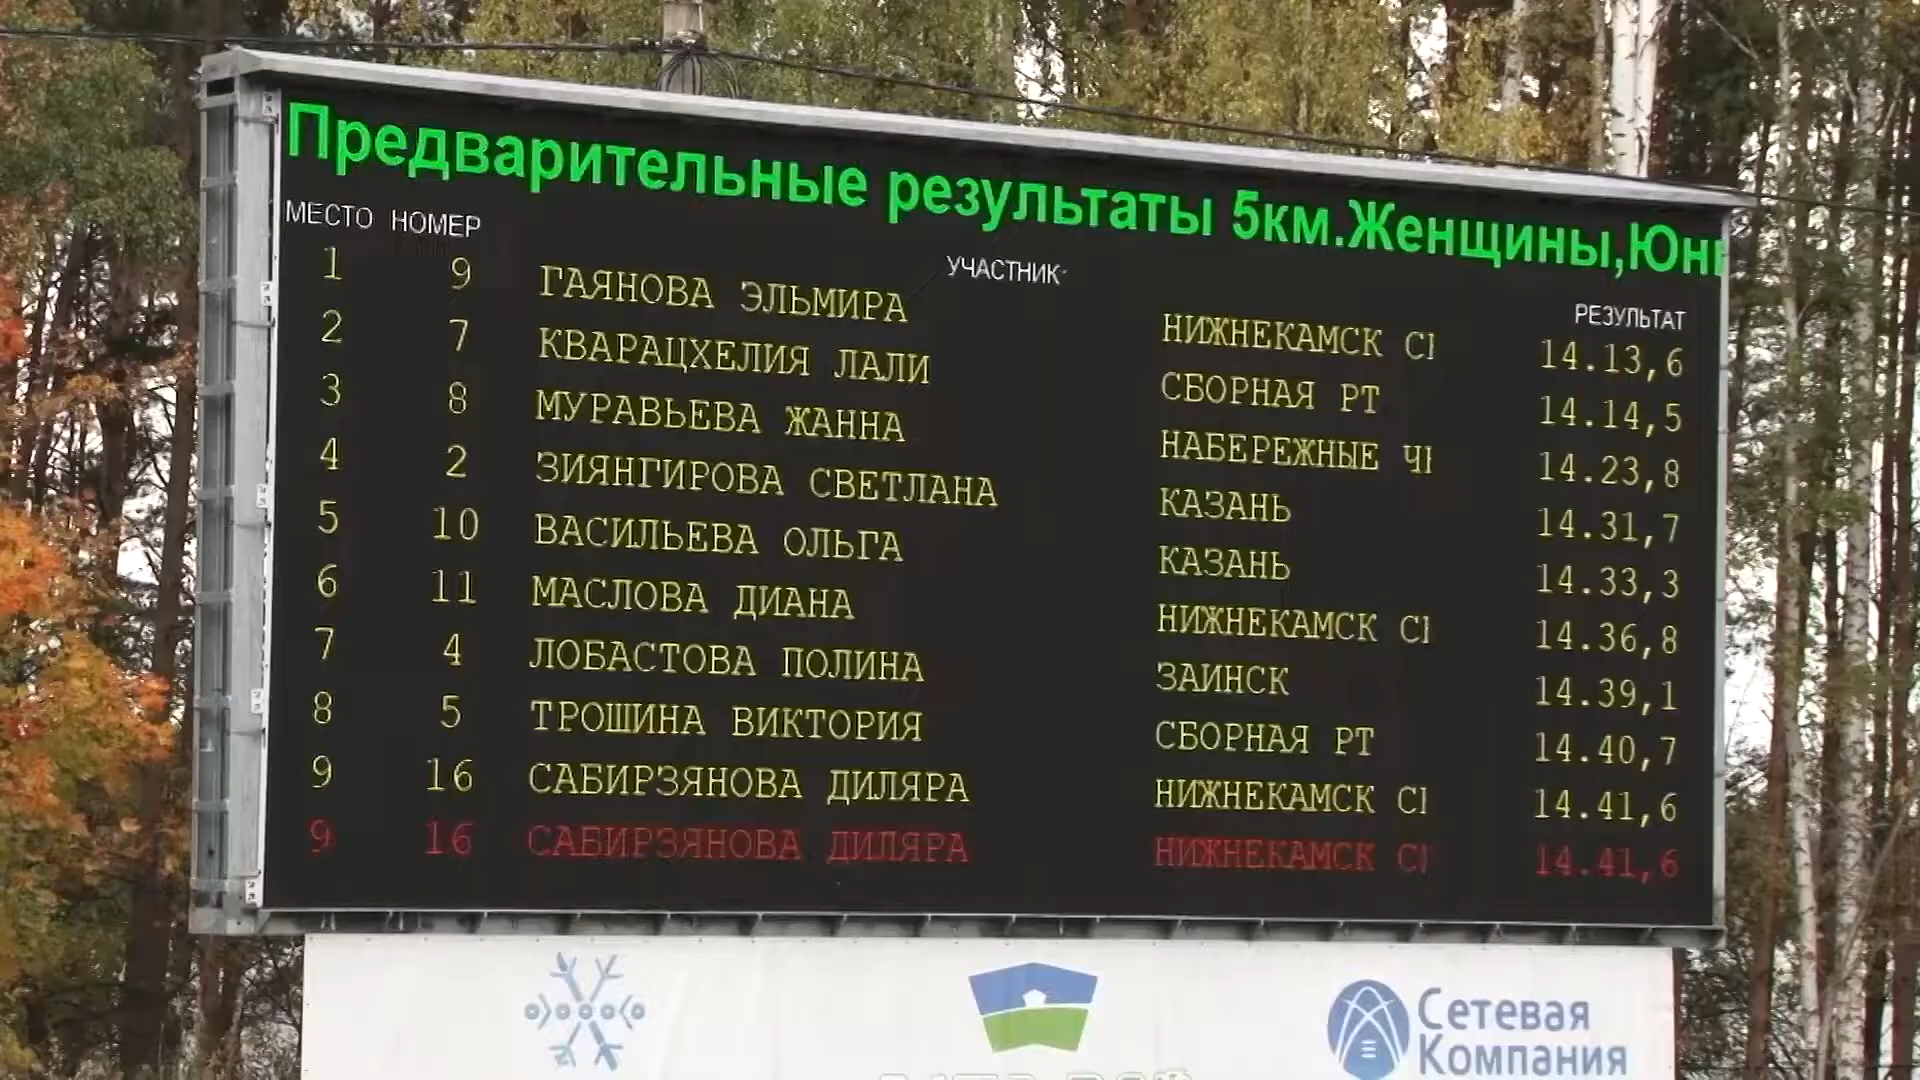 Предварительные результаты 5км.Женщины,Юн
МЕСТО НОМЕР УЧАСТНИК РЕЗУЛЬТАТ
1 9 ГАЯНОВА ЭЛЬМИРА НИЖНЕКАМСК С 14.13,6
2 7 КВАРАЦХЕЛИЯ ЛАЛИ СБОРНАЯ РТ 14.14,5
3 8 МУРАВЬЕВА ЖАННА НАБЕРЕЖНЫЕ Ч 14.23,8
4 2 ЗИЯНГИРОВА СВЕТЛАНА КАЗАНЬ 14.31,7
5 10 ВАСИЛЬЕВА ОЛЬГА КАЗАНЬ 14.33,3
6 11 МАСЛОВА ДИАНА НИЖНЕКАМСК С 14.36,8
7 4 ЛОБАСТОВА ПОЛИНА ЗАИНСК 14.39,1
8 5 ТРОШИНА ВИКТОРИЯ СБОРНАЯ РТ 14.40,7
9 16 САБИРЗЯНОВА ДИЛЯРА НИЖНЕКАМСК С 14.41,6
9 16 САБИРЗЯНОВА ДИЛЯРА НИЖНЕКАМСК С 14.41,6
Сетевая
Компания